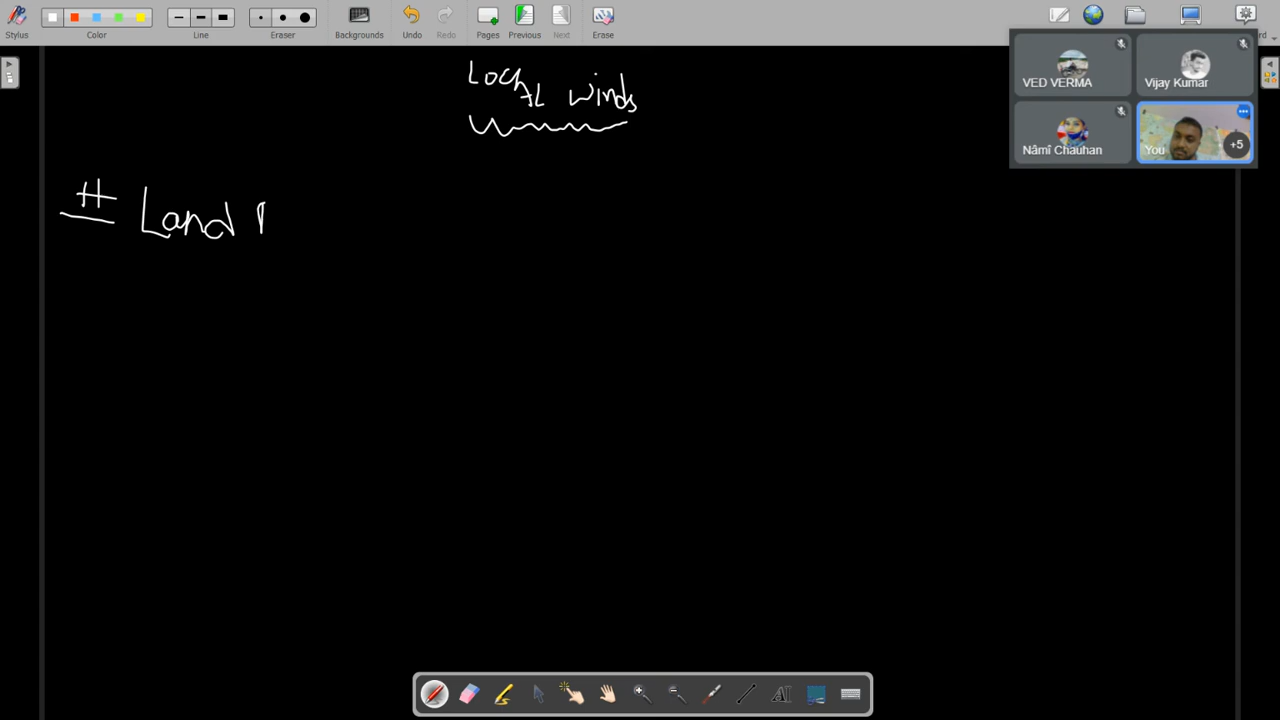 Color
Line
Eraser
Stylus
Backgrounds
Undo
Redo
Pages
Previous
Next
Erase
Local winds
# Land
VED VERMA
Vijay Kumar
Nâmî Chauhan
You
+5